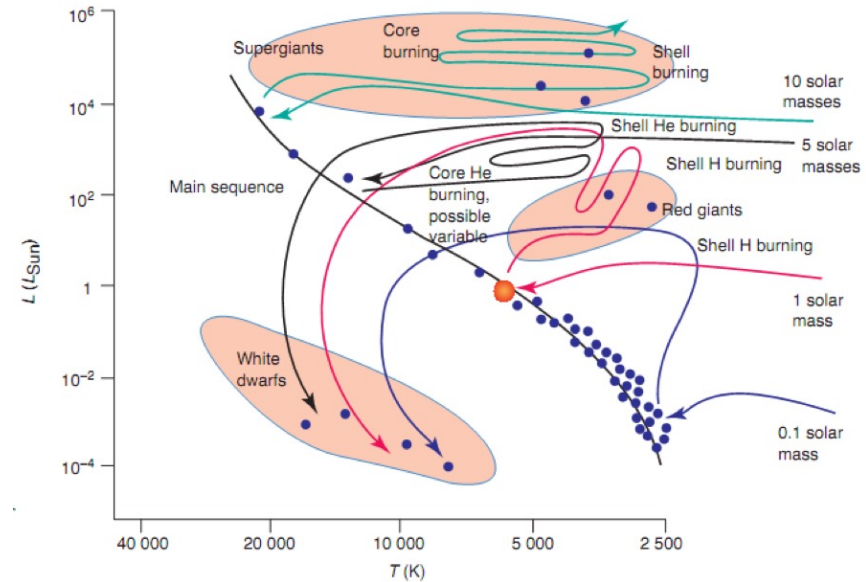 10⁶
10⁴
10²
1
10⁻²
10⁻⁴
L (LSun)
Supergiants
Core
burning
Shell
burning
10 solar
masses
Shell He burning
5 solar
masses
Main sequence
Core He
burning,
possible
variable
Shell H burning
Red giants
Shell H burning
1 solar
mass
White
dwarfs
0.1 solar
mass
40 000
20 000
10 000
5 000
2 500
T (K)